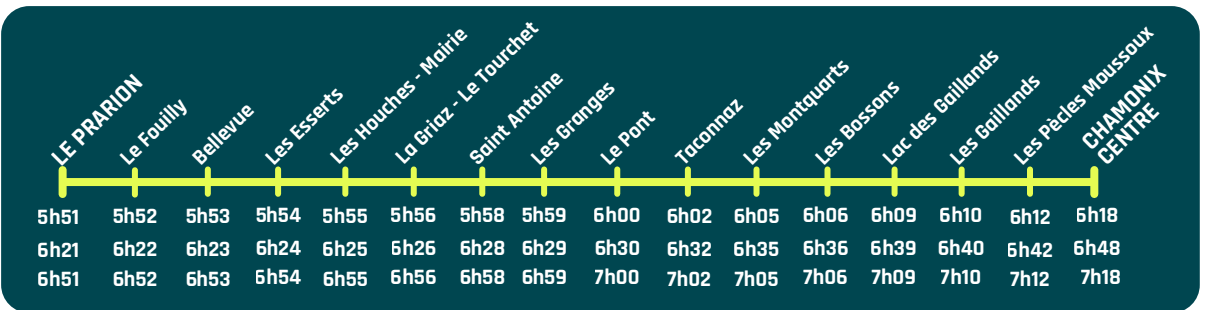 LE PRARION
Le Fouilly
Bellevue
Les Esserts
Les Houches - Mairie
La Griaz - Le Tourchet
Saint Antoine
Les Granges
Le Pont
Taconnaz
Les Montquarts
Les Bossons
Lac des Gaillands
Les Gaillands
Les Pècles Moussoux
CHAMONIX
CENTRE
5h51 5h52 5h53 5h54 5h55 5h56 5h58 5h59 6h00 6h02 6h05 6h06 6h09 6h10 6h12 6h18
6h21 6h22 6h23 6h24 6h25 6h26 6h28 6h29 6h30 6h32 6h35 6h36 6h39 6h40 6h42 6h48
6h51 6h52 6h53 6h54 6h55 6h56 6h58 6h59 7h00 7h02 7h05 7h06 7h09 7h10 7h12 7h18